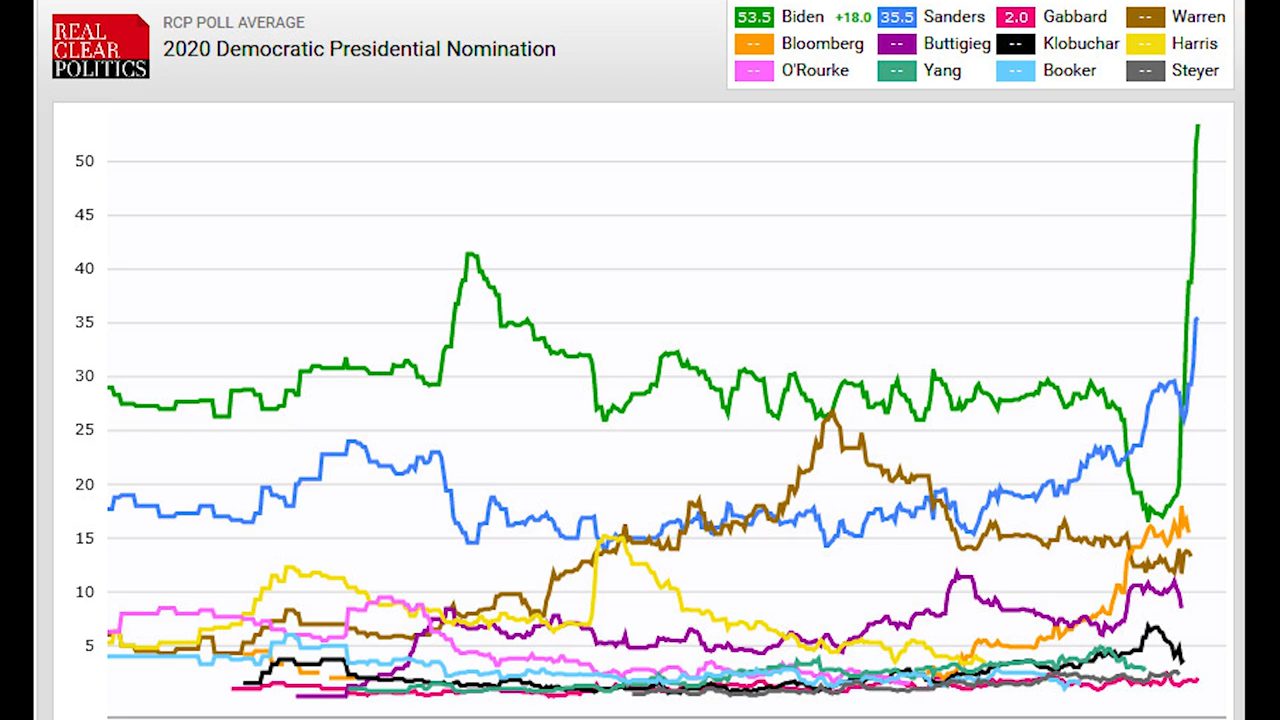 REAL
CLEAR
POLITICS
RCP POLL AVERAGE
2020 Democratic Presidential Nomination
53.5 Biden +18.0 35.5 Sanders 2.0 Gabbard -- Warren
-- Bloomberg -- Buttigieg -- Klobuchar -- Harris
-- O'Rourke -- Yang -- Booker -- Steyer
50
45
40
35
30
25
20
15
10
5